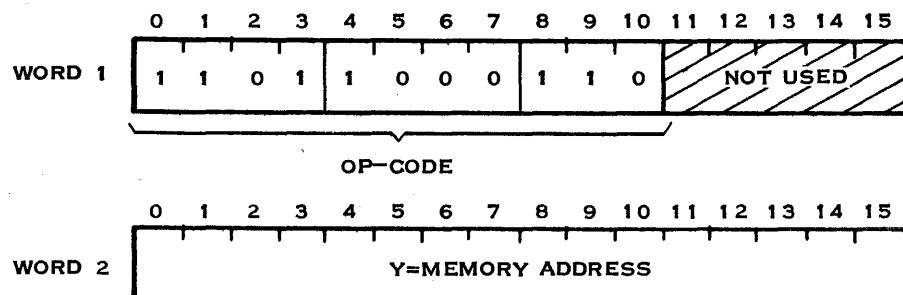 0 1 2 3 4 5 6 7 8 9 10 11 12 13 14 15
WORD 1 1 1 0 1 1 0 0 0 1 1 0 NOT USED
OP-CODE
0 1 2 3 4 5 6 7 8 9 10 11 12 13 14 15
WORD 2 Y=MEMORY ADDRESS